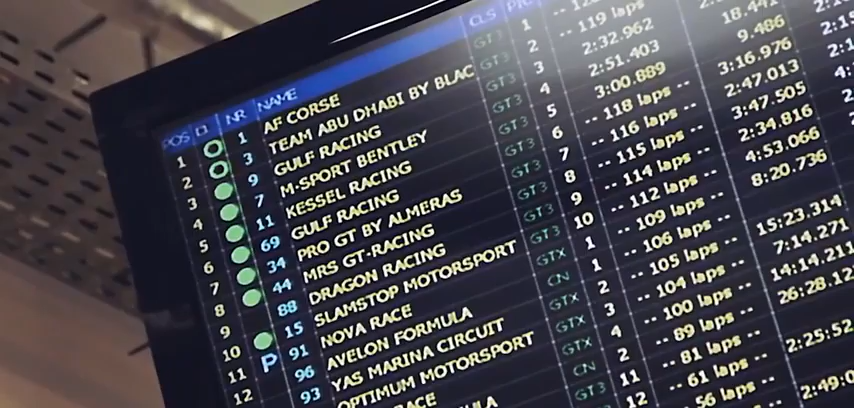 POS NR NAME CLS PIC
1 1 AF CORSE GT3 1
2 3 TEAM ABU DHABI BY BLAC GT3 2 -- 119 laps
3 9 GULF RACING GT3 3 2:32.962 18.44
4 7 M-SPORT BENTLEY GT3 4 2:51.403 9.486
5 11 KESSEL RACING GT3 5 3:00.889 3:16.976
6 69 GULF RACING GT3 6 -- 118 laps -- 2:47.013
7 34 PRO GT BY ALMERAS GT3 7 -- 116 laps -- 3:47.505
8 44 MRS GT-RACING GT3 8 -- 115 laps -- 2:34.816
9 88 DRAGON RACING GT3 9 -- 114 laps -- 4:53.066
10 15 SLAMSTOP MOTORSPORT GT3 10 -- 112 laps -- 8:20.736
11 P 91 NOVA RACE GTX 1 -- 109 laps --
12 96 AVELON FORMULA CN 1 -- 106 laps -- 15:23.314
93 YAS MARINA CIRCUIT GTX 2 -- 105 laps -- 7:14.271
OPTIMUM MOTORSPORT GTX 3 -- 104 laps -- 14:14.211
RACE GTX 4 -- 100 laps -- 26:28.12
ULA CN 2 -- 89 laps --
GT3 11 -- 81 laps -- 2:25:52
12 -- 61 laps --
56 laps -- 2:49:0